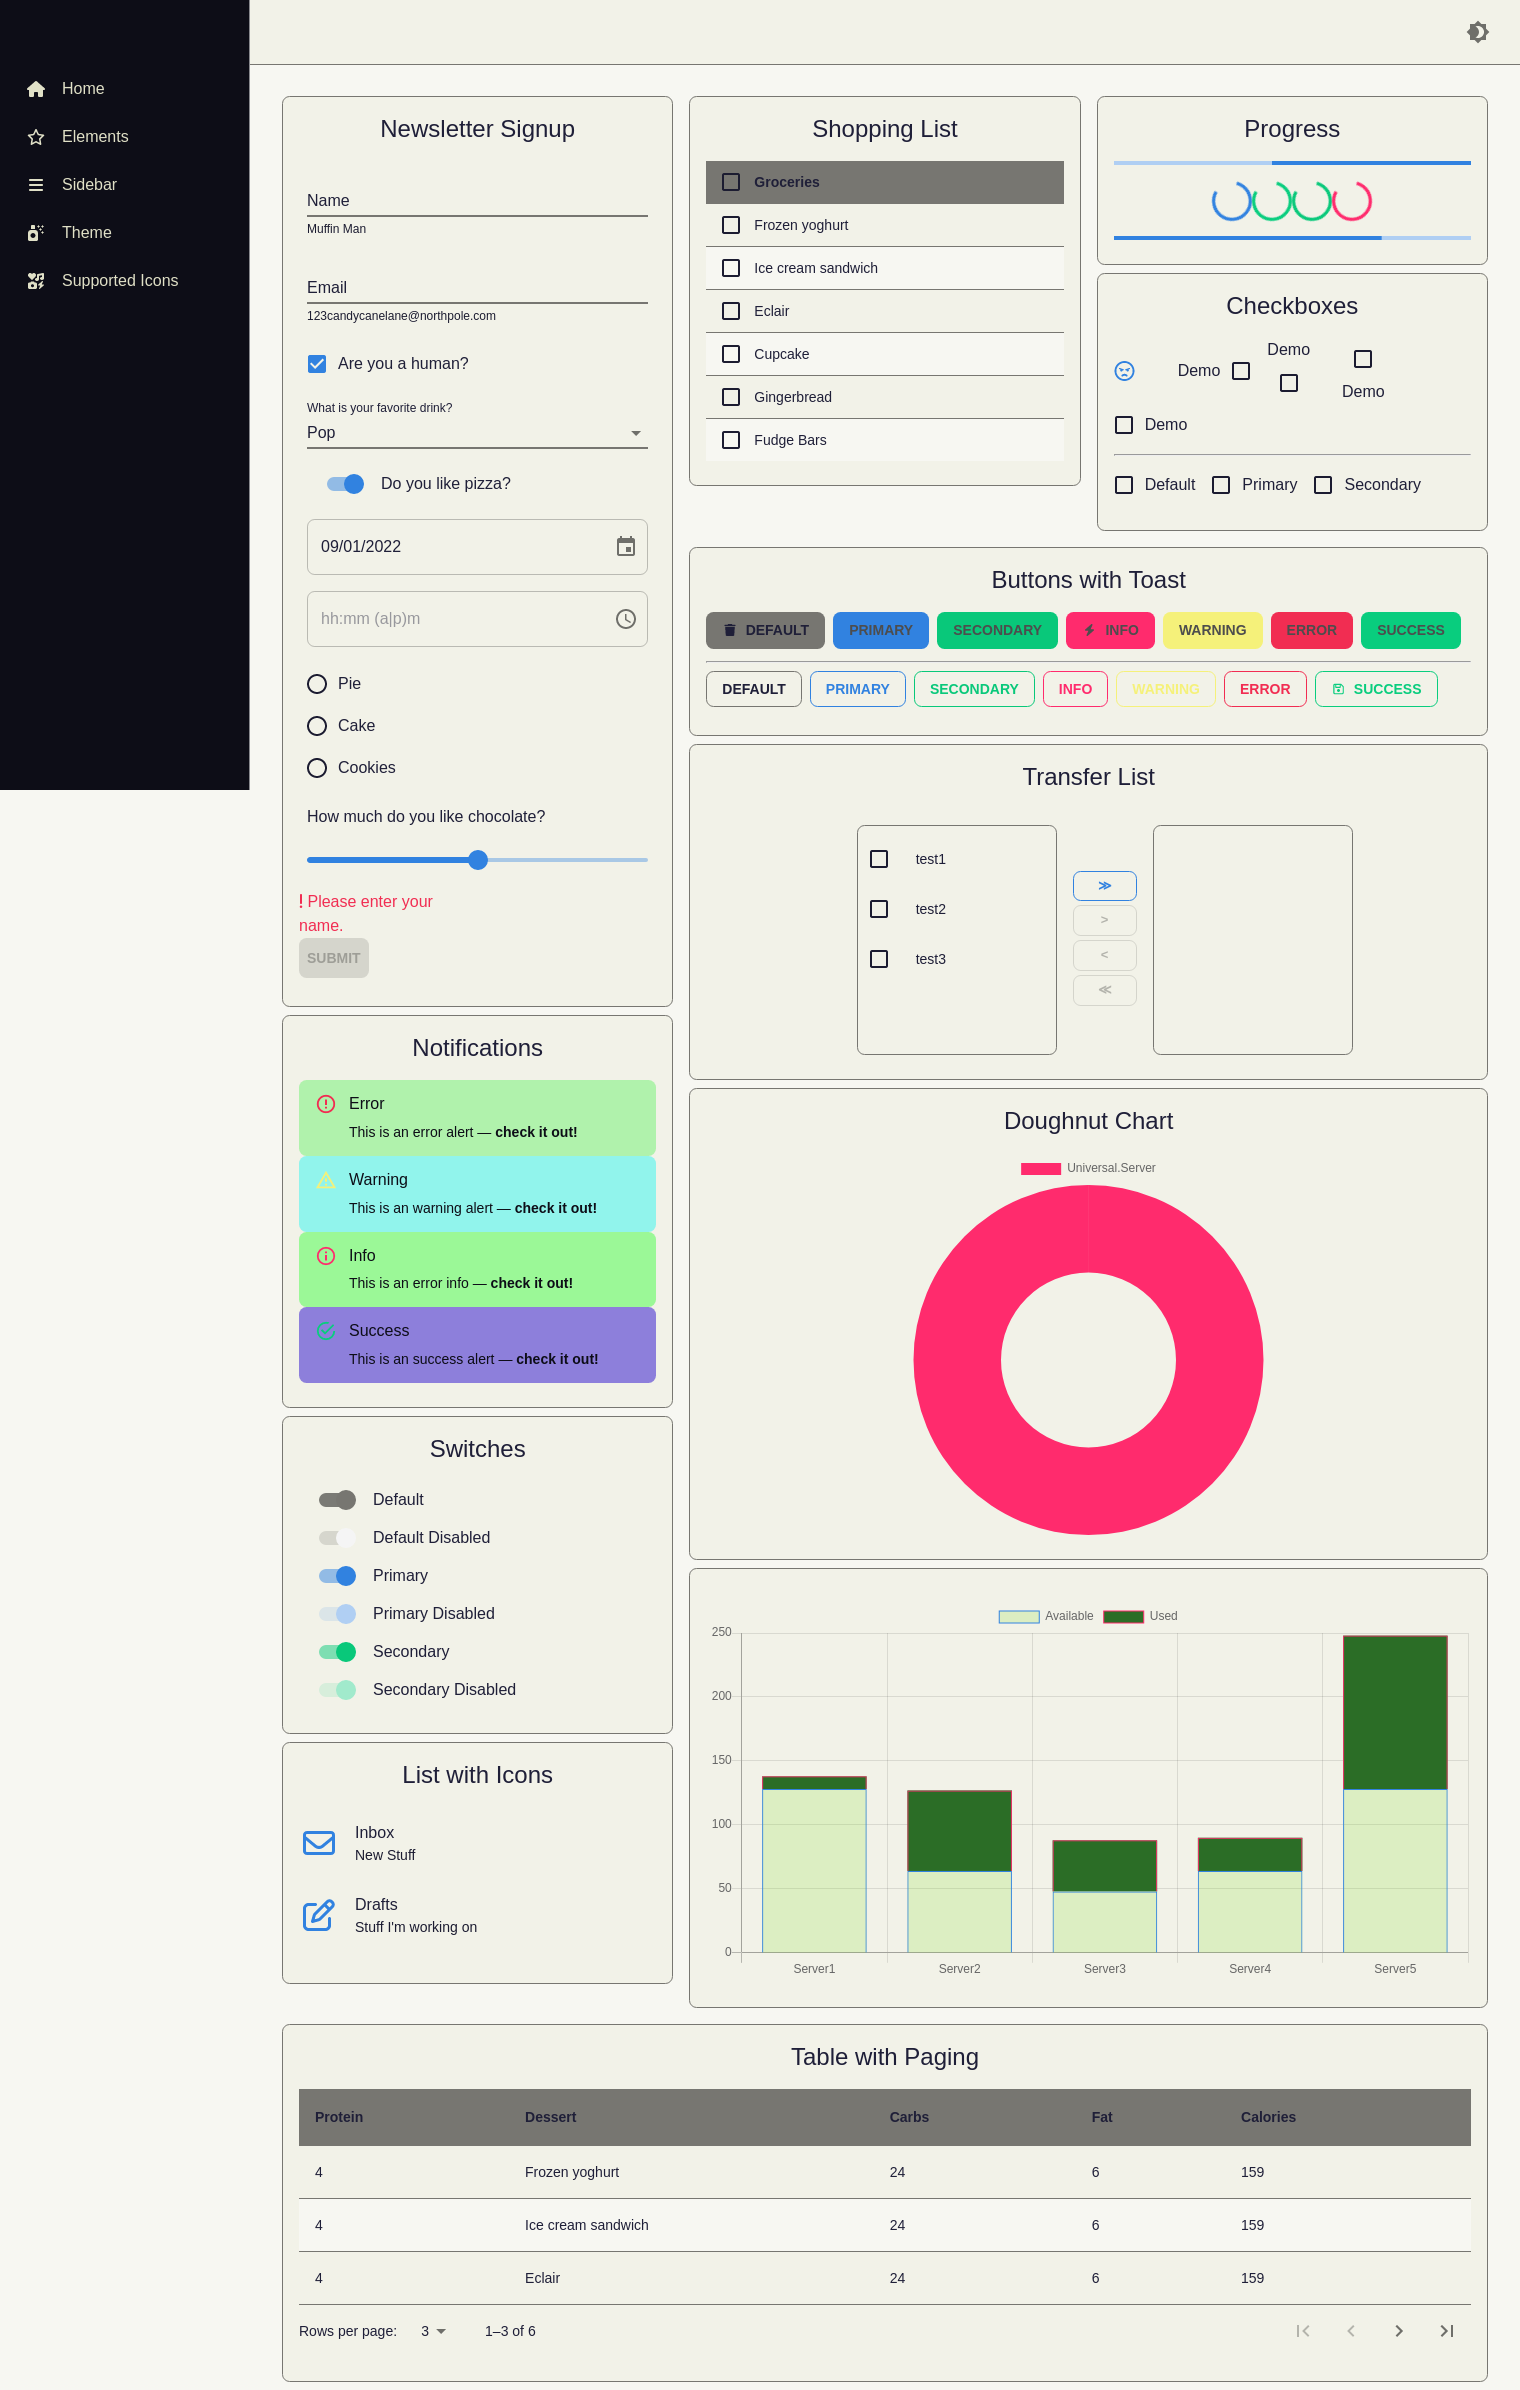 Home
Elements
Sidebar
Theme
Supported Icons
Newsletter Signup
Name
Muffin Man
Email
123candycanelane@northpole.com
Are you a human?
What is your favorite drink?
Pop
Do you like pizza?
09/01/2022
hh:mm (a|p)m
Pie
Cake
Cookies
How much do you like chocolate?
! Please enter your
name.
SUBMIT
Notifications
Error
This is an error alert — check it out!
Warning
This is an warning alert — check it out!
Info
This is an error info — check it out!
Success
This is an success alert — check it out!
Switches
Default
Default Disabled
Primary
Primary Disabled
Secondary
Secondary Disabled
List with Icons
Inbox
New Stuff
Drafts
Stuff I'm working on
Shopping List
Groceries
Frozen yoghurt
Ice cream sandwich
Eclair
Cupcake
Gingerbread
Fudge Bars
Progress
Checkboxes
Demo
Demo
Demo
Demo
Default Primary Secondary
Buttons with Toast
DEFAULT PRIMARY SECONDARY INFO WARNING ERROR SUCCESS
DEFAULT PRIMARY SECONDARY INFO WARNING ERROR SUCCESS
Transfer List
test1
test2
test3
≫
>
<
≪
Doughnut Chart
Universal.Server
Available Used
250
200
150
100
50
0
Server1 Server2 Server3 Server4 Server5
Table with Paging
Protein Dessert Carbs Fat Calories
4 Frozen yoghurt 24 6 159
4 Ice cream sandwich 24 6 159
4 Eclair 24 6 159
Rows per page: 3 1–3 of 6